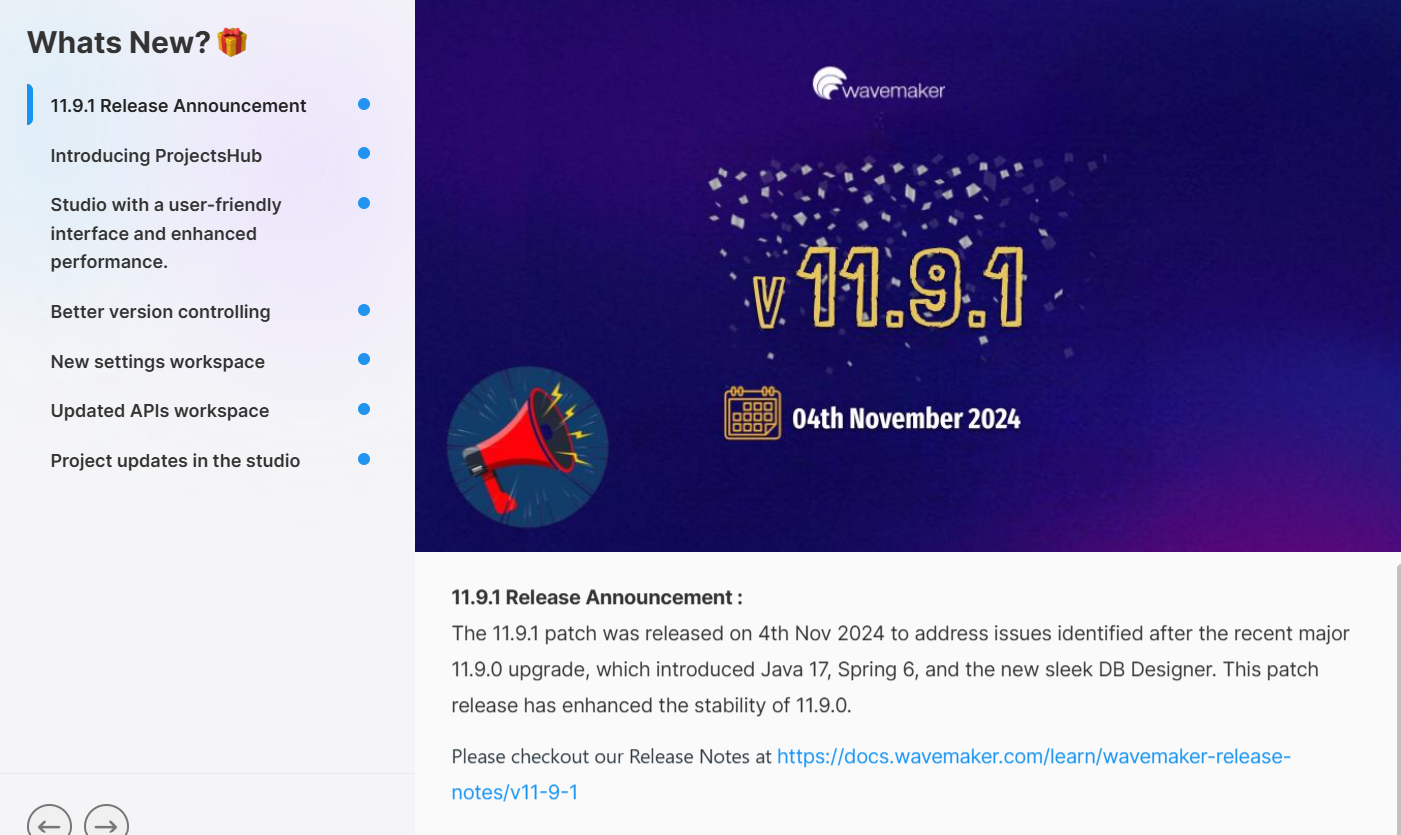 Whats New?
11.9.1 Release Announcement
Introducing ProjectsHub
Studio with a user-friendly
interface and enhanced
performance.
Better version controlling
New settings workspace
Updated APIs workspace
Project updates in the studio
wavemaker
v 11.9.1
04th November 2024
11.9.1 Release Announcement :
The 11.9.1 patch was released on 4th Nov 2024 to address issues identified after the recent major
11.9.0 upgrade, which introduced Java 17, Spring 6, and the new sleek DB Designer. This patch
release has enhanced the stability of 11.9.0.
Please checkout our Release Notes at https://docs.wavemaker.com/learn/wavemaker-release-
notes/v11-9-1